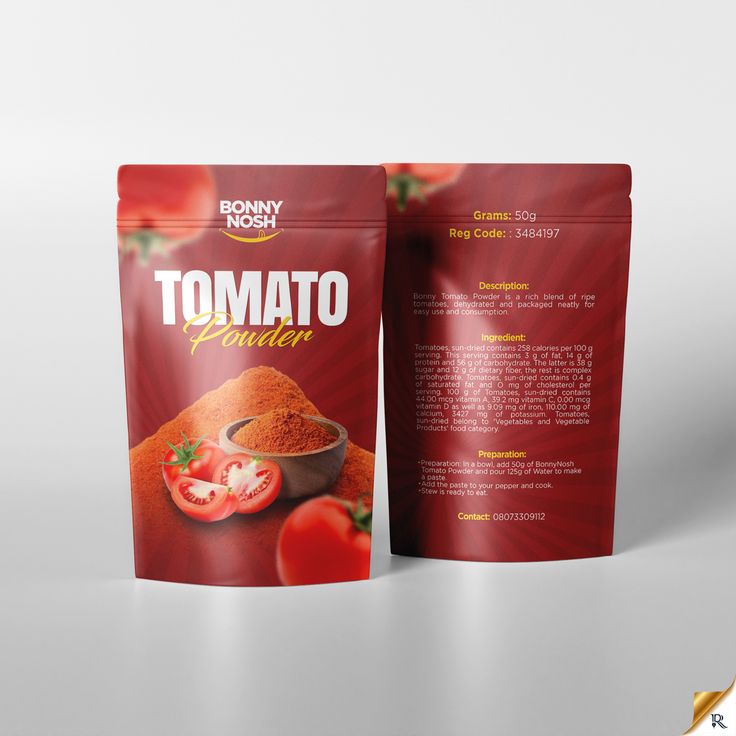 BONNY
NOSH
TOMATO
Powder
Grams: 50g
Reg Code: : 3484197
Description:
Bonny Tomato Powder is a rich blend of ripe
tomatoes, dehydrated and packaged neatly for
easy use and consumption.
Ingredient:
Tomatoes, sun-dried contains 258 calories per 100 g
serving. This serving contains 3 g of fat, 14 g of
protein and 56 g of carbohydrate. The latter is 38 g
sugar and 12 g of dietary fiber, the rest is complex
carbohydrate. Tomatoes, sun-dried contains 0.4 g
of saturated fat and 0 mg of cholesterol per
serving. 100 g of Tomatoes, sun-dried contains
44.00 mcg vitamin A, 39.2 mg vitamin C, 0.00 mcg
vitamin D as well as 9.09 mg of iron, 110.00 mg of
calcium, 3427 mg of potassium. Tomatoes,
sun-dried belong to 'Vegetables and Vegetable
Products' food category.
Preparation:
•Preparation: In a bowl, add 50g of BonnyNosh
Tomato Powder and pour 125g of Water to make
a paste.
•Add the paste to your pepper and cook.
•Stew is ready to eat.
Contact: 08073309112
R